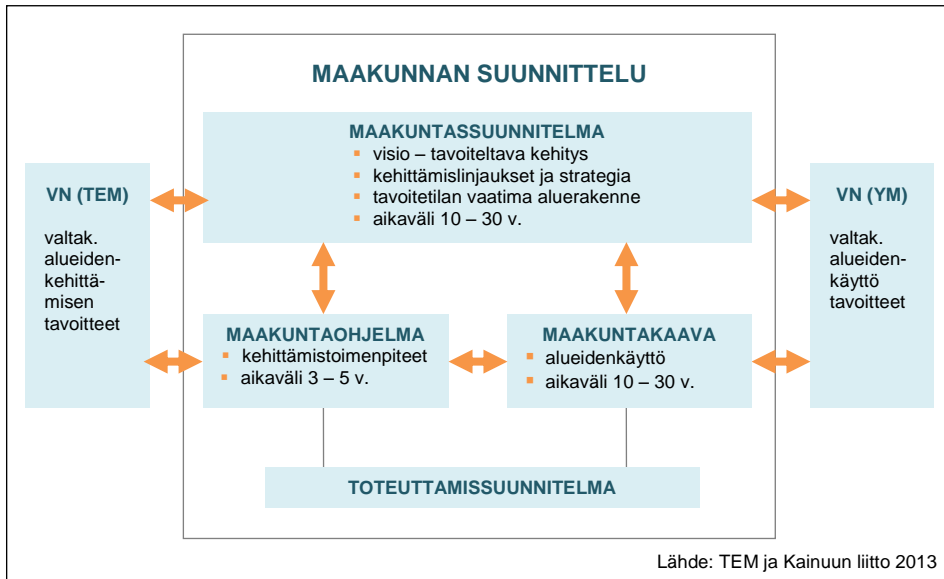 MAAKUNNAN SUUNNITTELU
MAAKUNTASSUUNNITELMA
▪ visio – tavoiteltava kehitys
▪ kehittämislinjaukset ja strategia
▪ tavoitetilan vaatima aluerakenne
▪ aikaväli 10 – 30 v.
VN (TEM)
valtak.
alueiden-
kehittä-
misen
tavoitteet
VN (YM)
valtak.
alueiden-
käyttö
tavoitteet
MAAKUNTAOHJELMA
▪ kehittämistoimenpiteet
▪ aikaväli 3 – 5 v.
MAAKUNTAKAAVA
▪ alueidenkäyttö
▪ aikaväli 10 – 30 v.
TOTEUTTAMISSUUNNITELMA
Lähde: TEM ja Kainuun liitto 2013